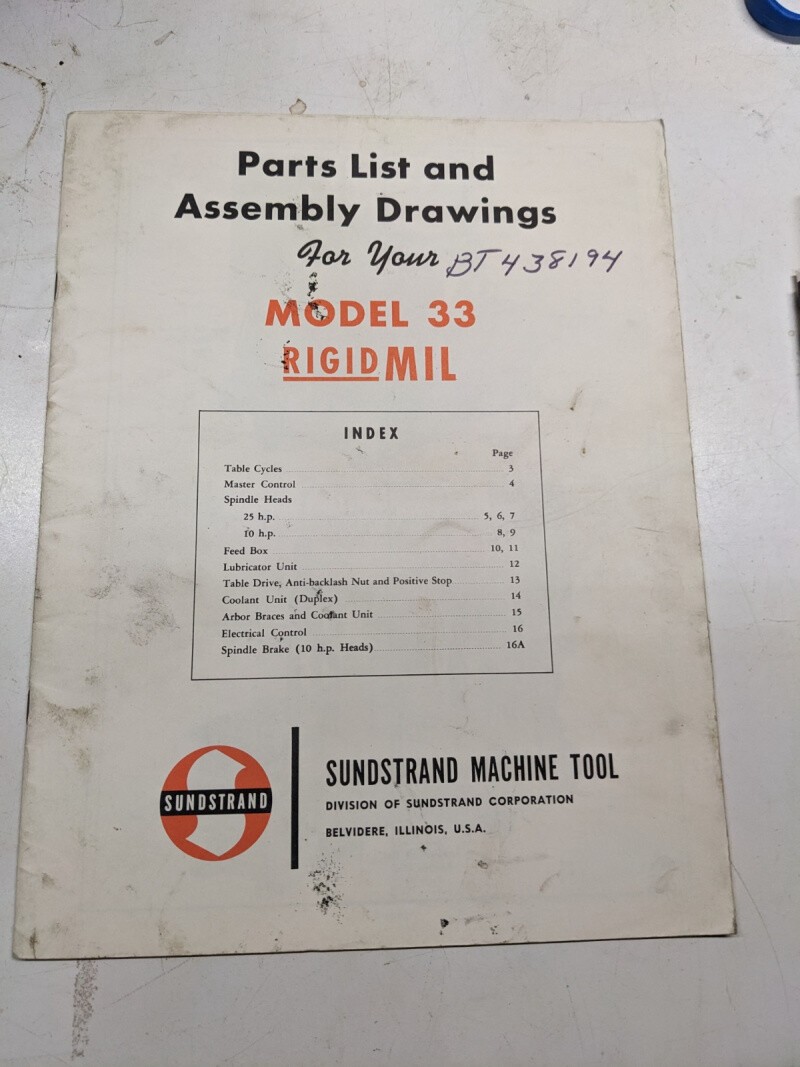 Parts List and
Assembly Drawings
For Your BT438194
MODEL 33
RIGIDMIL
INDEX
Page
Table Cycles 3
Master Control 4
Spindle Heads
25 h.p. 5, 6, 7
10 h.p. 8, 9
Feed Box 10, 11
Lubricator Unit 12
Table Drive, Anti-backlash Nut and Positive Stop 13
Coolant Unit (Duplex) 14
Arbor Braces and Coolant Unit 15
Electrical Control 16
Spindle Brake (10 h.p. Heads) 16A
SUNDSTRAND
SUNDSTRAND MACHINE TOOL
DIVISION OF SUNDSTRAND CORPORATION
BELVIDERE, ILLINOIS, U.S.A.